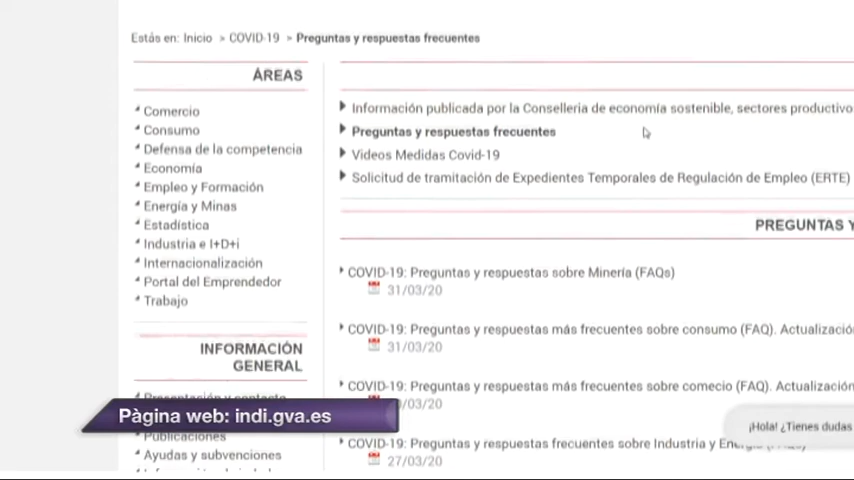 Estás en: Inicio > COVID-19 > Preguntas y respuestas frecuentes
ÁREAS
Comercio
Consumo
Defensa de la competencia
Economía
Empleo y Formación
Energía y Minas
Estadística
Industria e I+D+i
Internacionalización
Portal del Emprendedor
Trabajo
INFORMACIÓN
GENERAL
Publicaciones
Ayudas y subvenciones
Información publicada por la Conselleria de economía sostenible, sectores productivo
Preguntas y respuestas frecuentes
Videos Medidas Covid-19
Solicitud de tramitación de Expedientes Temporales de Regulación de Empleo (ERTE)
PREGUNTAS Y
COVID-19: Preguntas y respuestas sobre Minería (FAQs)
31/03/20
COVID-19: Preguntas y respuestas más frecuentes sobre consumo (FAQ). Actualizació
31/03/20
COVID-19: Preguntas y respuestas más frecuentes sobre comecio (FAQ). Actualización
/03/20
COVID-19: Preguntas y respuestas frecuentes sobre Industria y
27/03/20
Pàgina web: indi.gva.es
¡Hola! ¿Tienes dudas